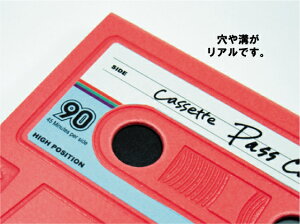 穴や溝が
リアルです。
SIDE
Cassette Pass C
90
45 Minutes per side
HIGH POSITION